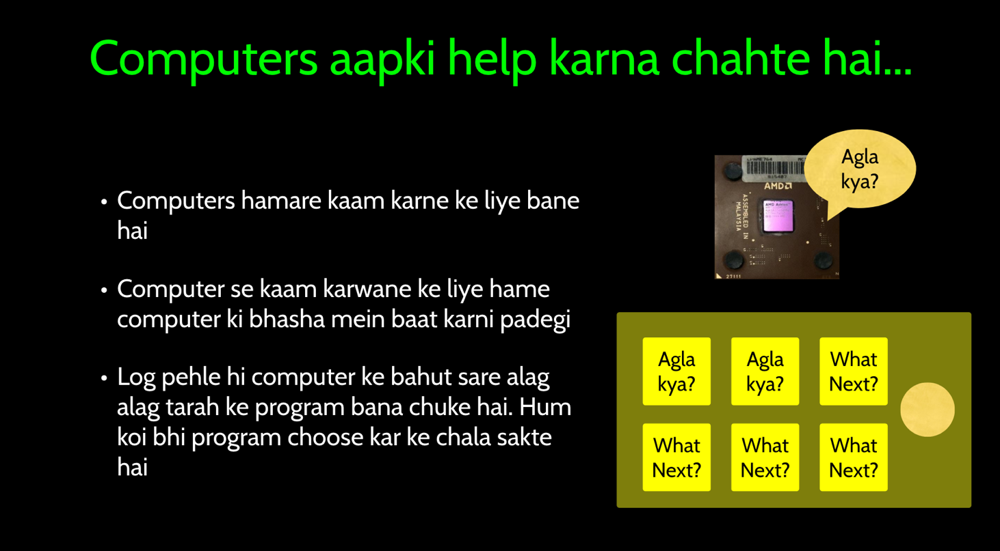 Computers aapki help karna chahte hai...
• Computers hamare kaam karne ke liye bane
hai
• Computer se kaam karwane ke liye hame
computer ki bhasha mein baat karni padegi
• Log pehle hi computer ke bahut sare alag
alag tarah ke program bana chuke hai. Hum
koi bhi program choose kar ke chala sakte
hai
Agla
kya?
AMD
AMD Athlon
ASSEMBLED IN
MALAYSIA
27111
Agla
kya?
Agla
kya?
What
Next?
What
Next?
What
Next?
What
Next?